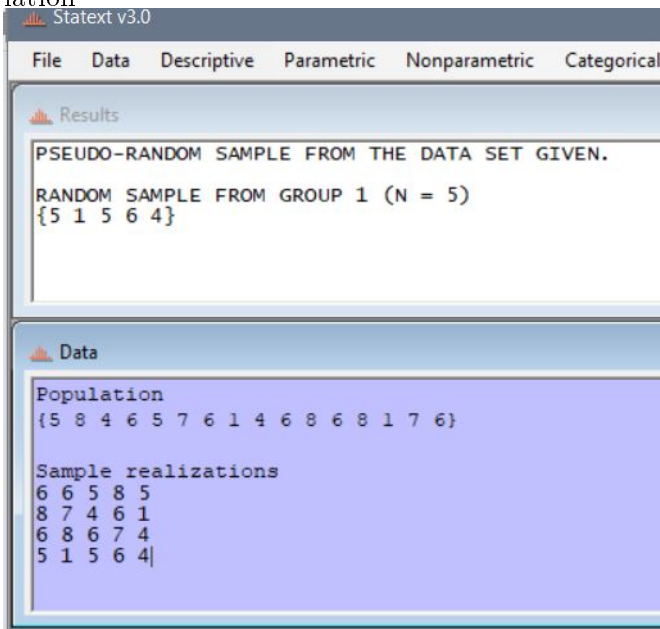 lation
Statext v3.0
File Data Descriptive Parametric Nonparametric Categorical
Results
PSEUDO-RANDOM SAMPLE FROM THE DATA SET GIVEN.
RANDOM SAMPLE FROM GROUP 1 (N = 5)
{5 1 5 6 4}
Data
Population
{5 8 4 6 5 7 6 1 4 6 8 6 8 1 7 6}
Sample realizations
6 6 5 8 5
8 7 4 6 1
6 8 6 7 4
5 1 5 6 4